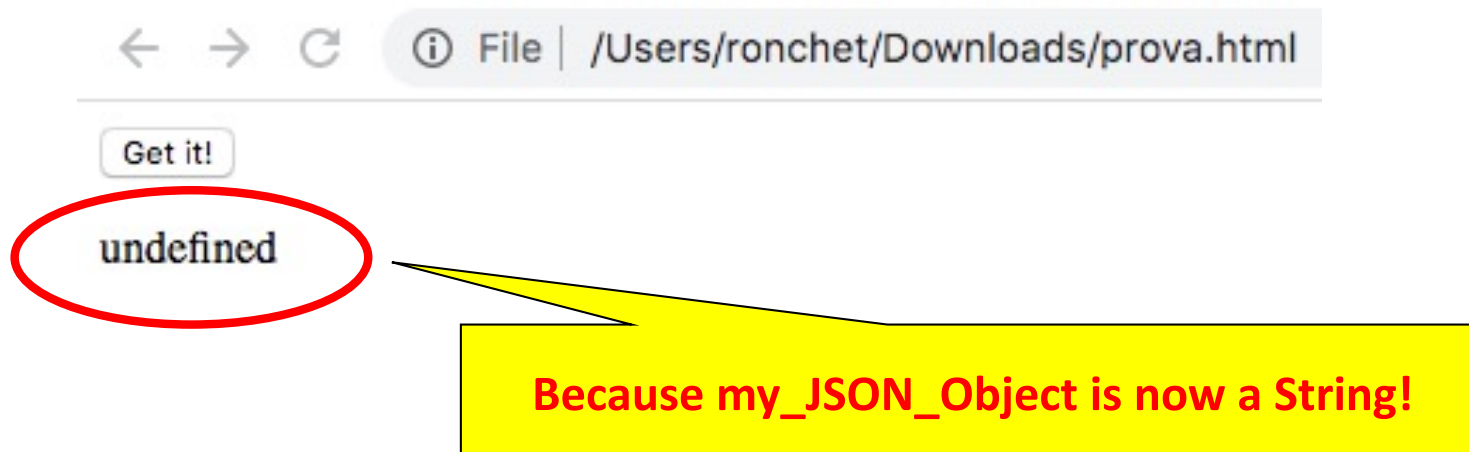 File | /Users/ronchet/Downloads/prova.html
Get it!
undefined
Because my_JSON_Object is now a String!